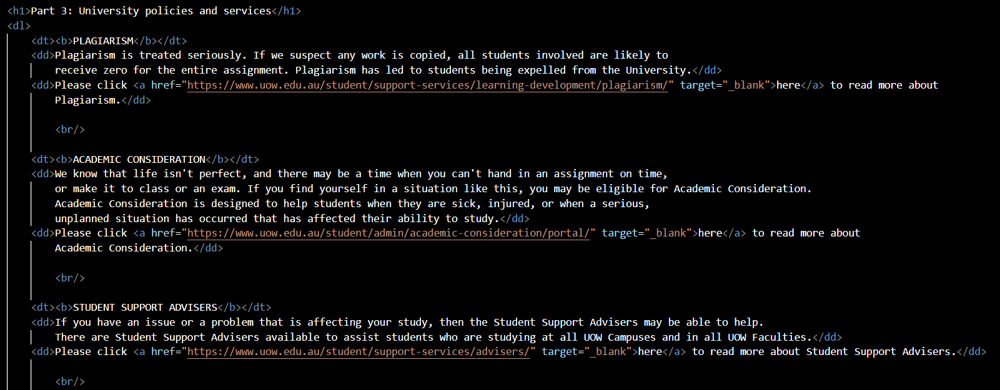 <h1>Part 3: University policies and services</h1>
<dl>
<dt><b>PLAGIARISM</b></dt>
<dd>Plagiarism is treated seriously. If we suspect any work is copied, all students involved are likely to
receive zero for the entire assignment. Plagiarism has led to students being expelled from the University.</dd>
<dd>Please click <a href="https://www.uow.edu.au/student/support-services/learning-development/plagiarism/" target="_blank">here</a> to read more about
Plagiarism.</dd>
<br/>
<dt><b>ACADEMIC CONSIDERATION</b></dt>
<dd>We know that life isn't perfect, and there may be a time when you can't hand in an assignment on time,
or make it to class or an exam. If you find yourself in a situation like this, you may be eligible for Academic Consideration.
Academic Consideration is designed to help students when they are sick, injured, or when a serious,
unplanned situation has occurred that has affected their ability to study.</dd>
<dd>Please click <a href="https://www.uow.edu.au/student/admin/academic-consideration/portal/" target="_blank">here</a> to read more about
Academic Consideration.</dd>
<br/>
<dt><b>STUDENT SUPPORT ADVISERS</b></dt>
<dd>If you have an issue or a problem that is affecting your study, then the Student Support Advisers may be able to help.
There are Student Support Advisers available to assist students who are studying at all UOW Campuses and in all UOW Faculties.</dd>
<dd>Please click <a href="https://www.uow.edu.au/student/support-services/advisers/" target="_blank">here</a> to read more about Student Support Advisers.</dd>
<br/>